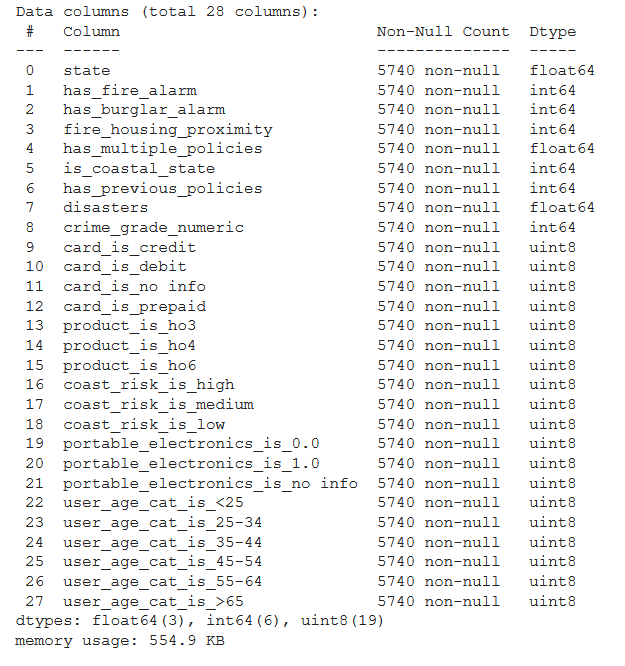 Data columns (total 28 columns):
 #   Column                         Non-Null Count  Dtype
---  ------                         --------------  -----
 0   state                          5740 non-null   float64
 1   has_fire_alarm                 5740 non-null   int64
 2   has_burglar_alarm              5740 non-null   int64
 3   fire_housing_proximity         5740 non-null   int64
 4   has_multiple_policies          5740 non-null   float64
 5   is_coastal_state               5740 non-null   int64
 6   has_previous_policies          5740 non-null   int64
 7   disasters                      5740 non-null   float64
 8   crime_grade_numeric            5740 non-null   int64
 9   card_is_credit                 5740 non-null   uint8
 10  card_is_debit                  5740 non-null   uint8
 11  card_is_no info                5740 non-null   uint8
 12  card_is_prepaid                5740 non-null   uint8
 13  product_is_ho3                 5740 non-null   uint8
 14  product_is_ho4                 5740 non-null   uint8
 15  product_is_ho6                 5740 non-null   uint8
 16  coast_risk_is_high             5740 non-null   uint8
 17  coast_risk_is_medium           5740 non-null   uint8
 18  coast_risk_is_low              5740 non-null   uint8
 19  portable_electronics_is_0.0    5740 non-null   uint8
 20  portable_electronics_is_1.0    5740 non-null   uint8
 21  portable_electronics_is_no info  5740 non-null   uint8
 22  user_age_cat_is_<25            5740 non-null   uint8
 23  user_age_cat_is_25-34          5740 non-null   uint8
 24  user_age_cat_is_35-44          5740 non-null   uint8
 25  user_age_cat_is_45-54          5740 non-null   uint8
 26  user_age_cat_is_55-64          5740 non-null   uint8
 27  user_age_cat_is_>65            5740 non-null   uint8
dtypes: float64(3), int64(6), uint8(19)
memory usage: 554.9 KB